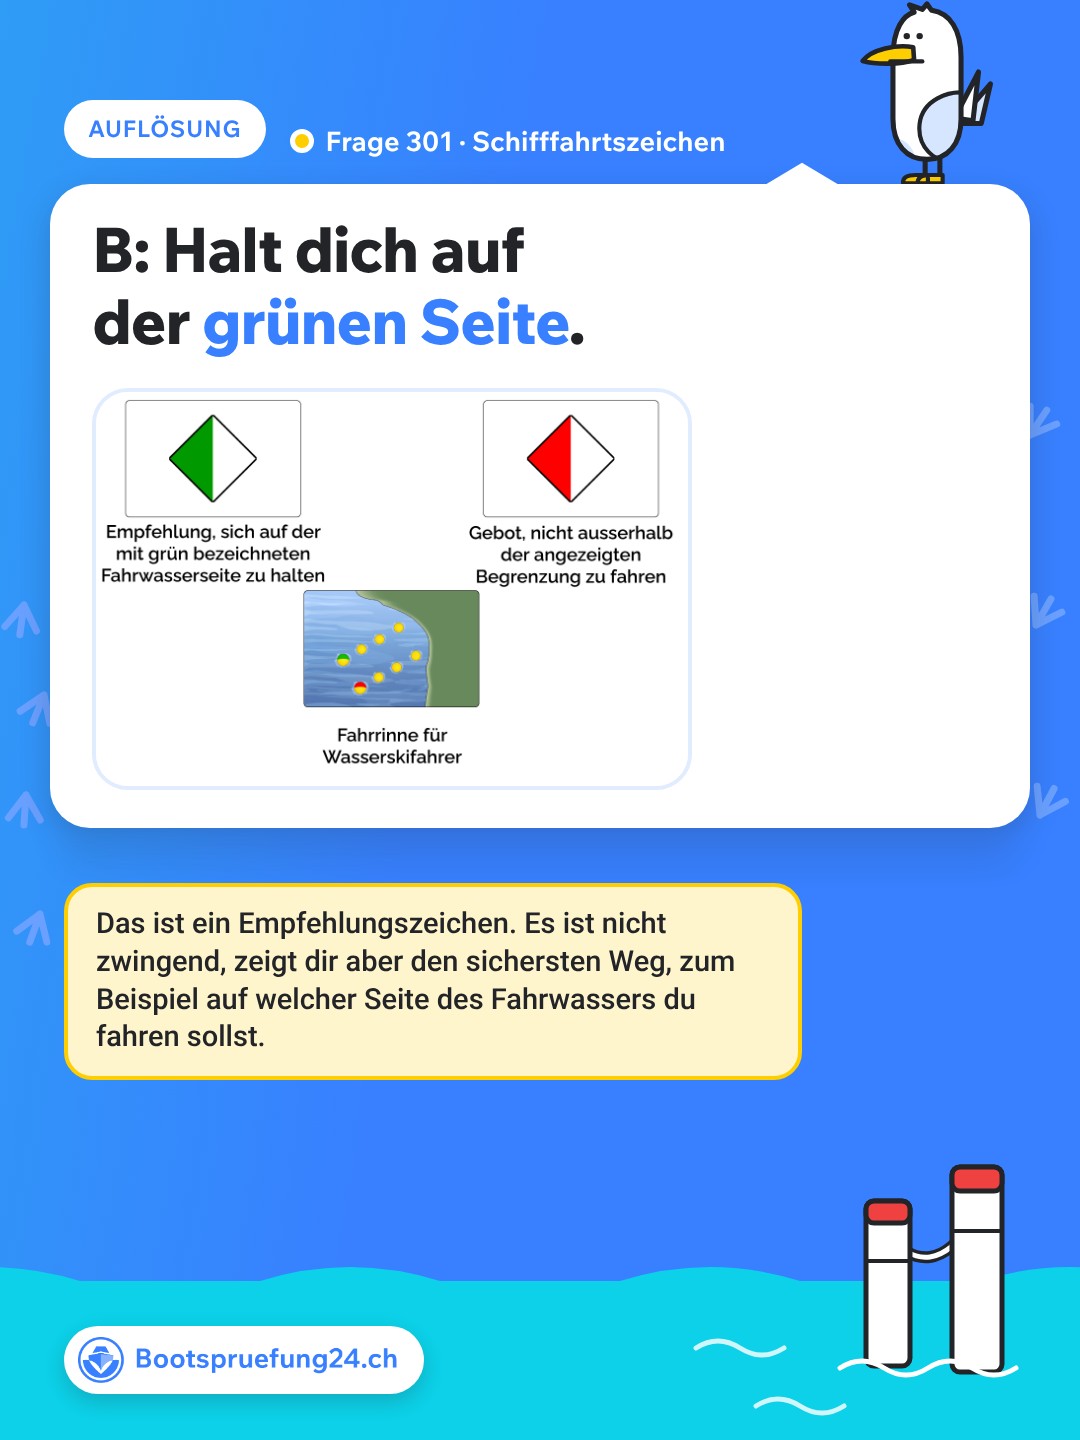 AUFLÖSUNG
Frage 301 · Schifffahrtszeichen
B: Halt dich auf
der grünen Seite.
Empfehlung, sich auf der
mit grün bezeichneten
Fahrwasserseite zu halten
Gebot, nicht ausserhalb
der angezeigten
Begrenzung zu fahren
Fahrrinne für
Wasserskifahrer
Das ist ein Empfehlungszeichen. Es ist nicht
zwingend, zeigt dir aber den sichersten Weg, zum
Beispiel auf welcher Seite des Fahrwassers du
fahren sollst.
Bootspruefung24.ch